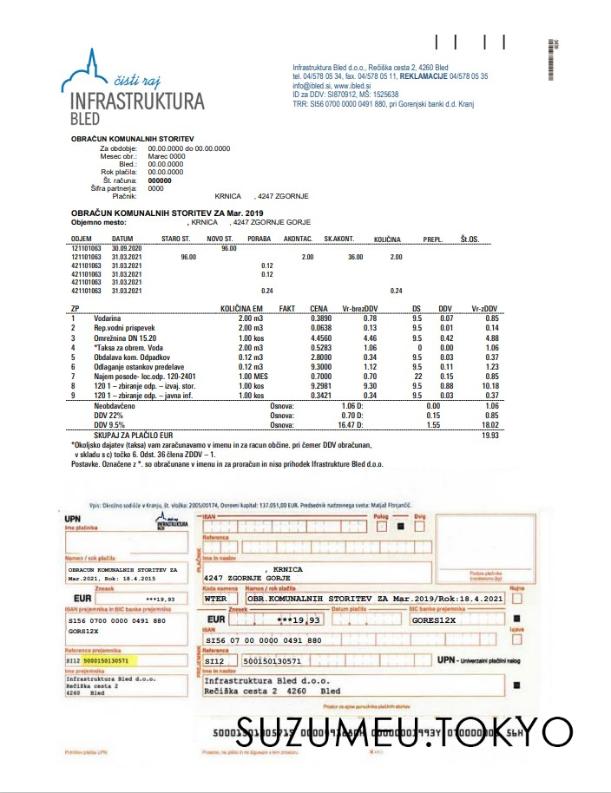 čisti raj
INFRASTRUKTURA
BLED
Infrastruktura Bled d.o.o., Rečiška cesta 2, 4260 Bled
tel. 04/578 05 34, fax. 04/578 05 11, REKLAMACIJE 04/578 05 35
info@ibled.si, www.ibled.si
ID za DDV: SI870912, MŠ: 1525638
TRR: SI56 0700 0000 0491 880, pri Gorenjski banki d.d. Kranj
OBRAČUN KOMUNALNIH STORITEV
Za obdobje: 00.00.0000 do 00.00.0000
Mesec obr.: Marec 0000
Bled.: 00.00.0000
Rok plačila: 00.00.0000
Št. računa: 000000
Šifra partnerja: 0000
Plačnik: KRNICA , 4247 ZGORNJE
OBRAČUN KOMUNALNIH STORITEV ZA Mar. 2019
Objemno mesto: , KRNICA , 4247 ZGORNJE GORJE
ODJEM DATUM STARO ST. NOVO ST. PORABA AKONTAC. SK.AKONT. KOLIČINA PREPL. ŠT.OS.
121101063 30.09.2020 96.00
121101063 31.03.2021 96.00 2.00 36.00 2.00
421101063 31.03.2021 0.12
421101063 31.03.2021 0.12
421101063 31.03.2021
421101063 31.03.2021 0.24 0.24
ZP KOLIČINA EM FAKT CENA Vr-brezDDV DS DDV Vr-zDDV
1 Vodarina 2.00 m3 0.3890 0.78 9.5 0.07 0.85
2 Rep.vodni prispevek 2.00 m3 0.0638 0.13 9.5 0.01 0.14
3 Omrežnina DN 15.20 1.00 kos 4.4560 4.46 9.5 0.42 4.88
4 *Taksa za obrem. Voda 2.00 m3 0.5283 1.06 0 0.00 1.06
5 Obdalava kom. Odpadkov 0.12 m3 2.8000 0.34 9.5 0.03 0.37
6 Odlaganje ostankov predelave 0.12 m3 9.3000 1.12 9.5 0.11 1.23
7 Najem posode- loc.odp. 120-2401 1.00 MES 0.7000 0.70 22 0.15 0.85
8 120 1 – zbiranje odp. – izvaj. stor. 1.00 kos 9.2981 9.30 9.5 0.88 10.18
9 120 1 – zbiranje odp. – javna inf. 1.00 kos 0.3421 0.34 9.5 0.03 0.37
Neobdavčeno Osnova: 1.06 D: 0.00 1.06
DDV 22% Osnova: 0.70 D: 0.15 0.85
DDV 9.5% Osnova: 16.47 D: 1.55 18.02
SKUPAJ ZA PLAČILO EUR 19.93
*Okoljsko dajatev (taksa) vam zaračunavamo v imenu in za racun občine. pri čemer DDV obračunan,
v skladu s c) točko 6. Odst. 36 člena ZDDV – 1.
Postavke. Označene z *. so obračunane v imenu in za proračun in niso prihodek Ifrastrukture Bled d.o.o.
Vpis: Okrožno sodišče v Kranju, št. vložka: 2005/00174, Osnovni kapital: 137.051,00 EUR. Predsednik nadzornega sveta: Matjaž Florjančič.
UPN
INFRASTRUKTURA
BLED
Ime plačnika
Namen / rok plačila
OBRACUN KOMUNALNIH STORITEV ZA
Mar.2021, Rok: 18.4.2015
Znesek
EUR ***19,93
IBAN prejemnika in BIC banke prejemnika
SI56 0700 0000 0491 880
GORS12X
Referenca prejemnika
SI12 5000150130571
Ime prejemnika
Infrastruktura Bled d.o.o.
Rečiška cesta 2
4260 Bled
Potrdilo plačila UPN
PLAČNIK
IBAN
Polog
Dvig
Referenca
Ime in naslov
, KRNICA
4247 ZGORNJE GORJE
Koda namena Namen / rok plačila Nujno
WTER OBR.KOMUNALNIH STORITEV ZA Mar.2019/Rok:18.4.2021
Znesek Datum plačila BIC banke prejemnika
EUR ***19,93 GORES12X
IBAN
SI56 07 00 0000 0491 880
PREJEMNIK
Referenca
SI12 5000150130571 UPN - Univerzalni plačilni nalog
Ime in naslov
Infrastruktura Bled d.o.o.
Rečiška cesta 2 4260 Bled
SUZUMEU.TOKYO